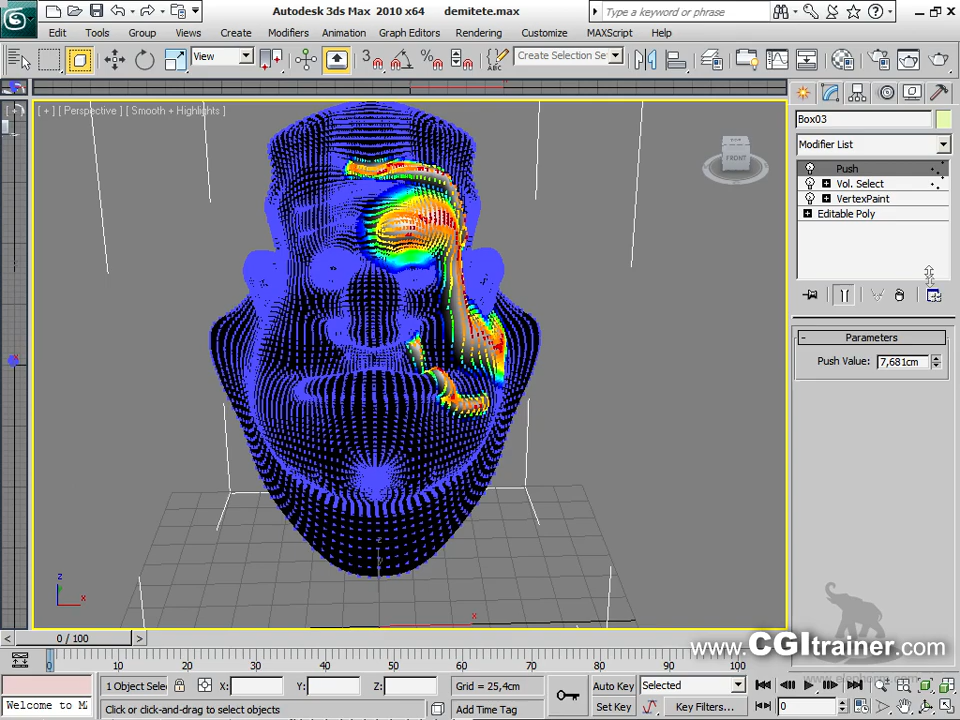 Autodesk 3ds Max 2010 x64 demitete.max
Type a keyword or phrase
Edit Tools Group Views Create Modifiers Animation Graph Editors Rendering Customize MAXScript Help
View
3
Create Selection Se
[ + ] [ Perspective ] [ Smooth + Highlights ]
FRONT
Box03
Modifier List
Push
Vol. Select
VertexPaint
Editable Poly
Parameters
Push Value: 7,681cm
z
x
x
0 / 100
www.CGItrainer.com
0 10 20 30 40 50 60 70 80 90 100
1 Object Selec X: Y: Z: Grid = 25,4cm Auto Key Selected
Welcome to M Click or click-and-drag to select objects Add Time Tag Set Key Key Filters... 0